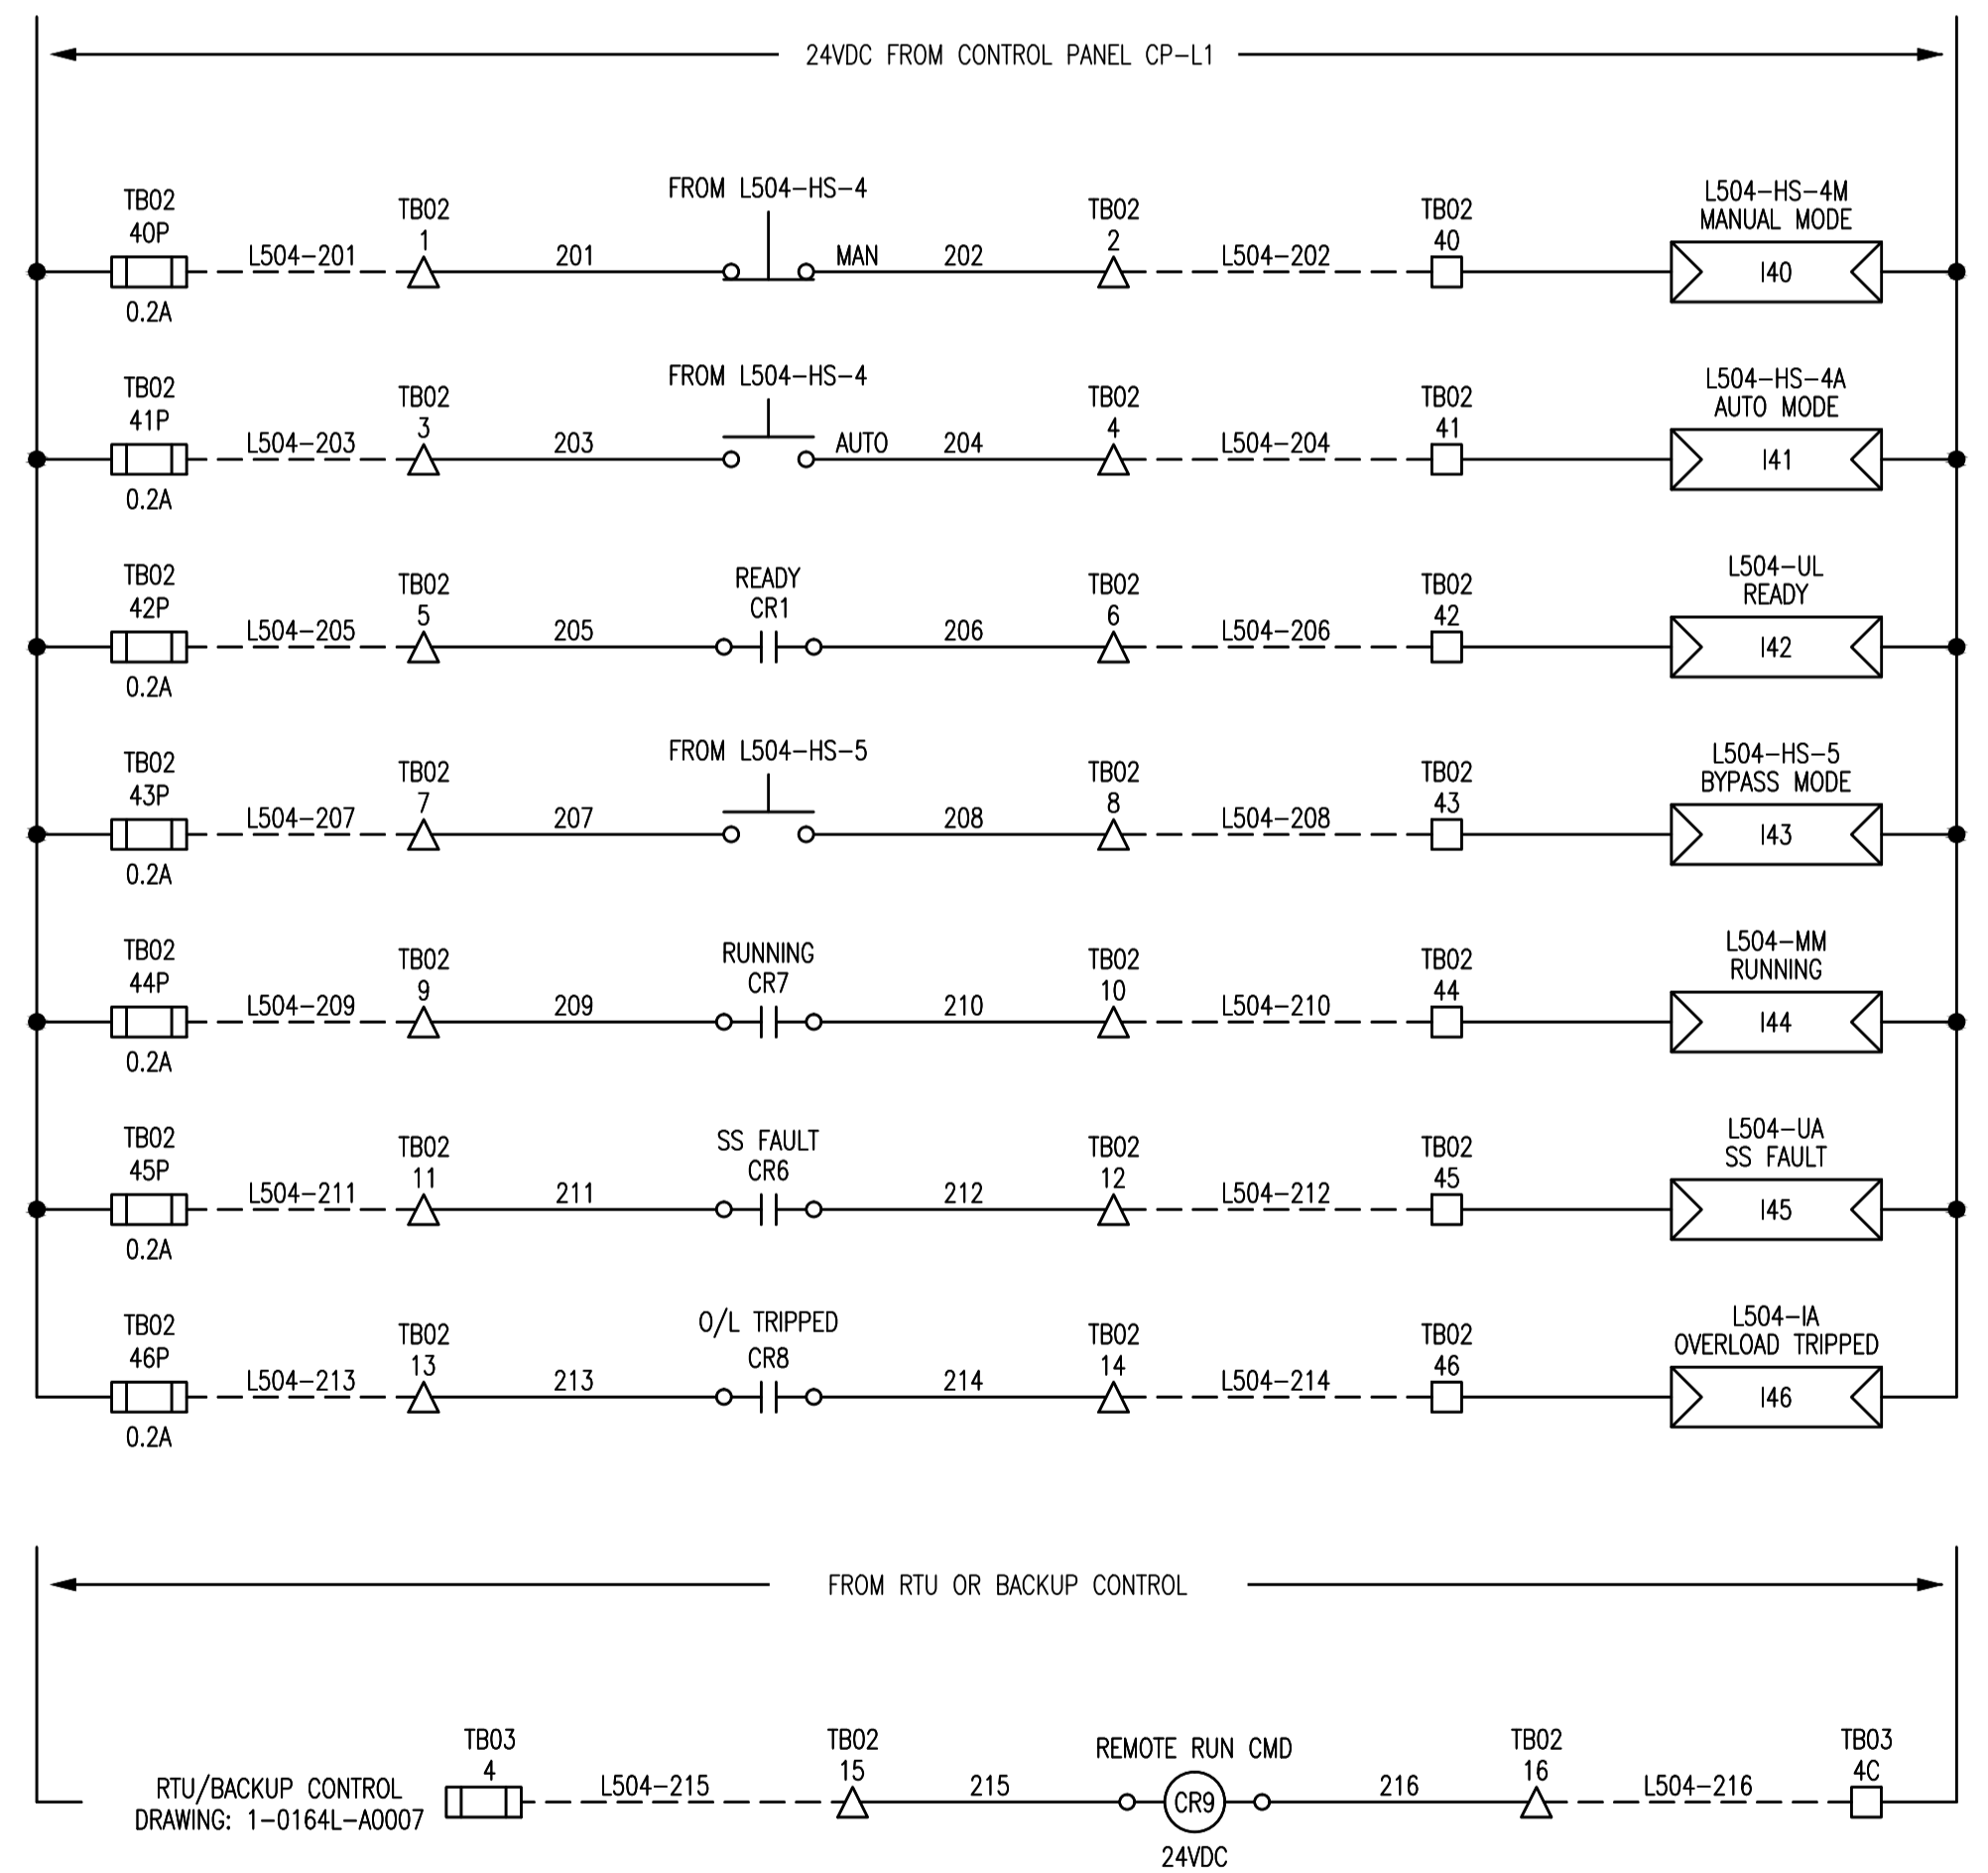 24VDC FROM CONTROL PANEL CP-L1
TB02
40P
0.2A
L504-201
TB02
1
201
FROM L504-HS-4
MAN
202
TB02
2
L504-202
TB02
40
L504-HS-4M
MANUAL MODE
I40
TB02
41P
0.2A
L504-203
TB02
3
203
FROM L504-HS-4
AUTO
204
TB02
4
L504-204
TB02
41
L504-HS-4A
AUTO MODE
I41
TB02
42P
0.2A
L504-205
TB02
5
205
READY
CR1
206
TB02
6
L504-206
TB02
42
L504-UL
READY
I42
TB02
43P
0.2A
L504-207
TB02
7
207
FROM L504-HS-5
208
TB02
8
L504-208
TB02
43
L504-HS-5
BYPASS MODE
I43
TB02
44P
0.2A
L504-209
TB02
9
209
RUNNING
CR7
210
TB02
10
L504-210
TB02
44
L504-MM
RUNNING
I44
TB02
45P
0.2A
L504-211
TB02
11
211
SS FAULT
CR6
212
TB02
12
L504-212
TB02
45
L504-UA
SS FAULT
I45
TB02
46P
0.2A
L504-213
TB02
13
213
O/L TRIPPED
CR8
214
TB02
14
L504-214
TB02
46
L504-IA
OVERLOAD TRIPPED
I46
FROM RTU OR BACKUP CONTROL
RTU/BACKUP CONTROL
DRAWING: 1-0164L-A0007
TB03
4
L504-215
TB02
15
215
REMOTE RUN CMD
CR9
24VDC
216
TB02
16
L504-216
TB03
4C